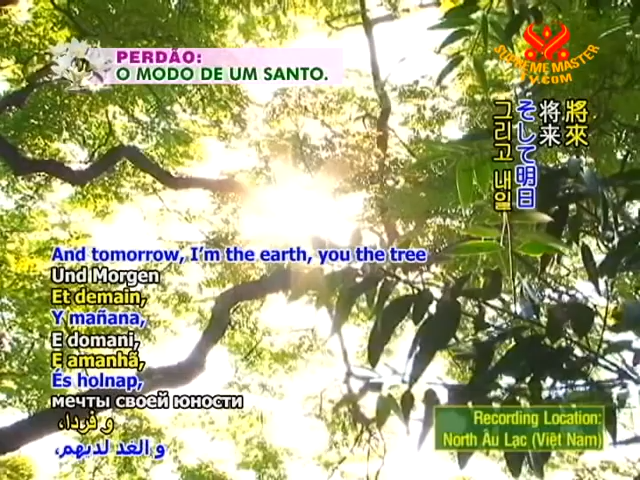 PERDÃO:
O MODO DE UM SANTO.
SUPREME MASTER
TV.COM
將來
将来
そして明日
그리고 내일
And tomorrow, I'm the earth, you the tree
Und Morgen
Et demain,
Y mañana,
E domani,
E amanhã,
És holnap,
мечты своей юности
و فردا،
و الغد لديهم،
Recording Location:
North Âu Lạc (Việt Nam)